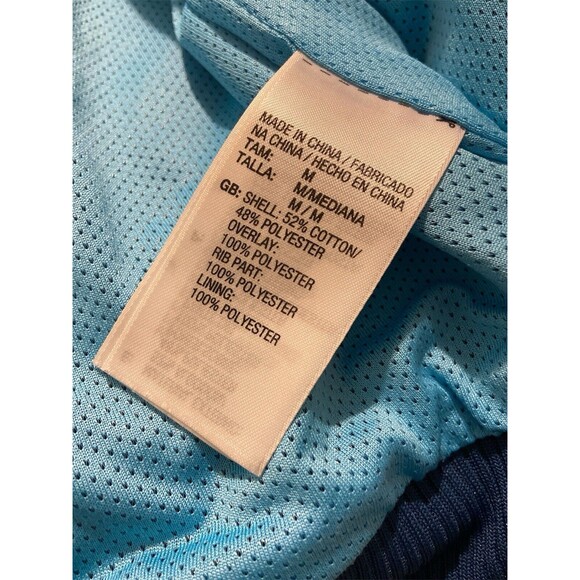 MADE IN CHINA / FABRICADO
NA CHINA / HECHO EN CHINA
TAM: M
TALLA: M/MEDIANA
M / M
GB: SHELL: 52% COTTON/
48% POLYESTER
OVERLAY:
100% POLYESTER
RIB PART:
100% POLYESTER
LINING:
100% POLYESTER